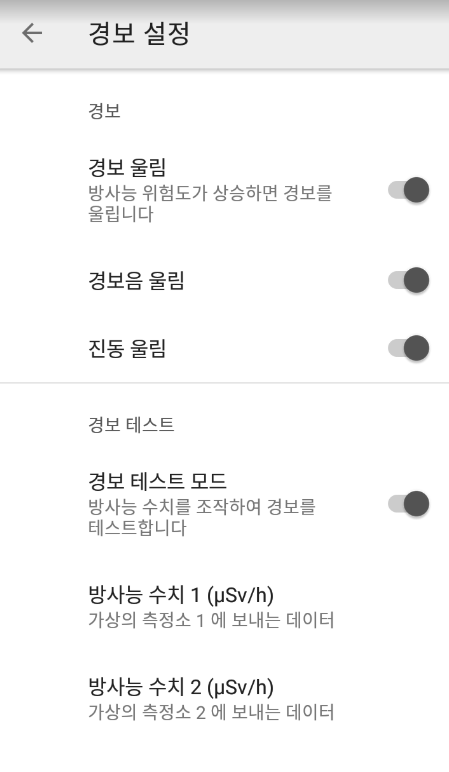 경보 설정
경보
경보 울림
방사능 위험도가 상승하면 경보를
울립니다
경보음 울림
진동 울림
경보 테스트
경보 테스트 모드
방사능 수치를 조작하여 경보를
테스트합니다
방사능 수치 1 (μSv/h)
가상의 측정소 1 에 보내는 데이터
방사능 수치 2 (μSv/h)
가상의 측정소 2 에 보내는 데이터